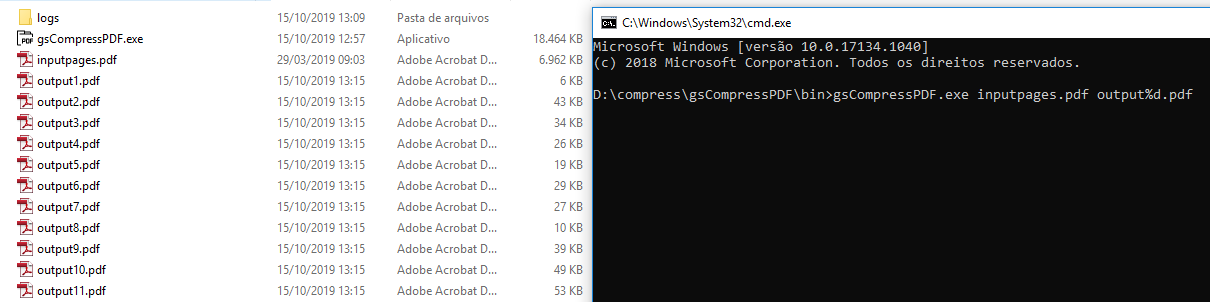 logs 15/10/2019 13:09 Pasta de arquivos
gsCompressPDF.exe 15/10/2019 12:57 Aplicativo 18.464 KB
inputpages.pdf 29/03/2019 09:03 Adobe Acrobat D... 6.962 KB
output1.pdf 15/10/2019 13:15 Adobe Acrobat D... 6 KB
output2.pdf 15/10/2019 13:15 Adobe Acrobat D... 43 KB
output3.pdf 15/10/2019 13:15 Adobe Acrobat D... 34 KB
output4.pdf 15/10/2019 13:15 Adobe Acrobat D... 26 KB
output5.pdf 15/10/2019 13:15 Adobe Acrobat D... 19 KB
output6.pdf 15/10/2019 13:15 Adobe Acrobat D... 29 KB
output7.pdf 15/10/2019 13:15 Adobe Acrobat D... 27 KB
output8.pdf 15/10/2019 13:15 Adobe Acrobat D... 10 KB
output9.pdf 15/10/2019 13:15 Adobe Acrobat D... 39 KB
output10.pdf 15/10/2019 13:15 Adobe Acrobat D... 49 KB
output11.pdf 15/10/2019 13:15 Adobe Acrobat D... 53 KB
C:\Windows\System32\cmd.exe
Microsoft Windows [versão 10.0.17134.1040]
(c) 2018 Microsoft Corporation. Todos os direitos reservados.
D:\compress\gsCompressPDF\bin>gsCompressPDF.exe inputpages.pdf output%d.pdf